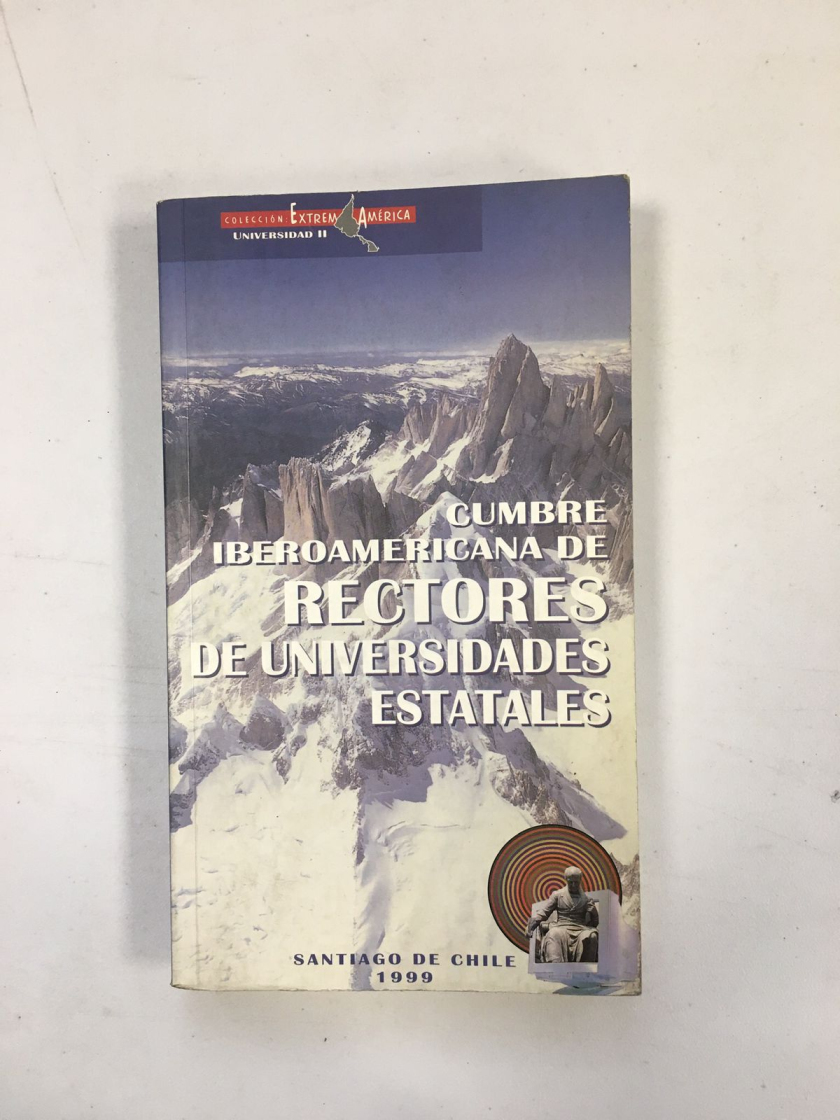 COLECCIÓN: EXTREMAMÉRICA
UNIVERSIDAD II
CUMBRE
IBEROAMERICANA DE
RECTORES
DE UNIVERSIDADES
ESTATALES
SANTIAGO DE CHILE
1999